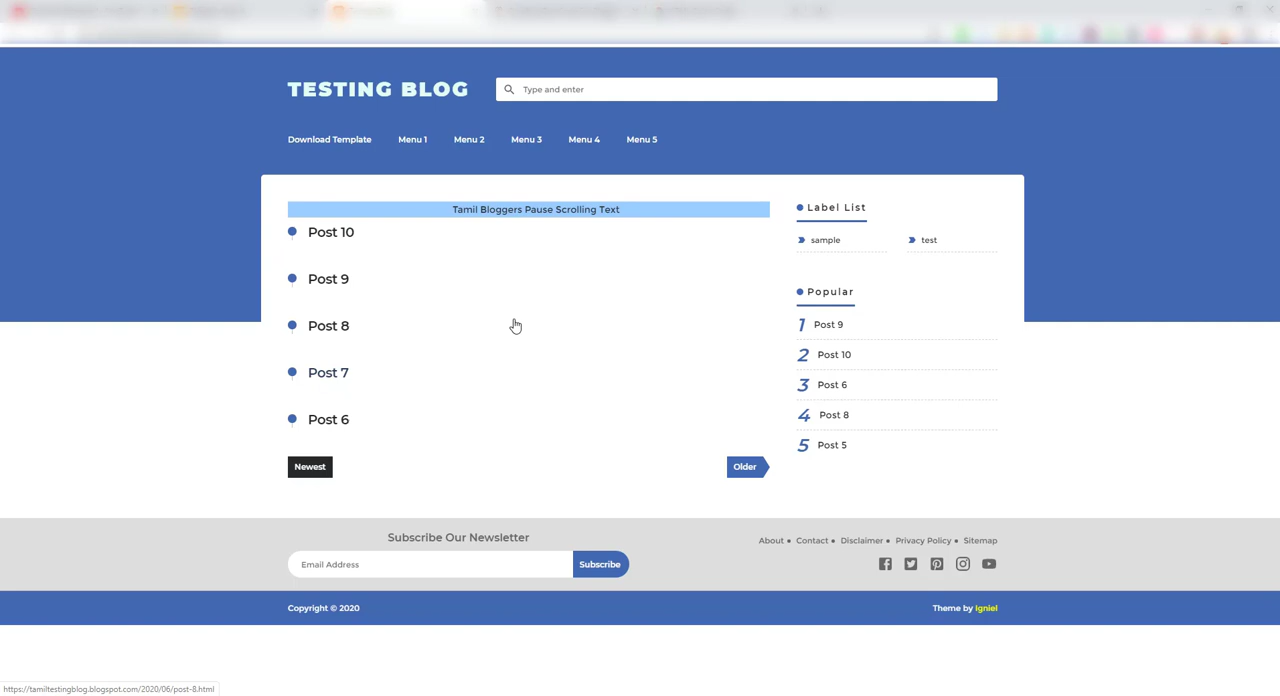 TESTING BLOG
Type and enter
Download Template Menu 1 Menu 2 Menu 3 Menu 4 Menu 5
Tamil Bloggers Pause Scrolling Text
Post 10
Post 9
Post 8
Post 7
Post 6
Newest
Older
Label List
sample test
Popular
1 Post 9
2 Post 10
3 Post 6
4 Post 8
5 Post 5
Subscribe Our Newsletter
Email Address Subscribe
About • Contact • Disclaimer • Privacy Policy • Sitemap
Copyright © 2020
Theme by Igniel
https://tamiltestingblog.blogspot.com/2020/06/post-8.html